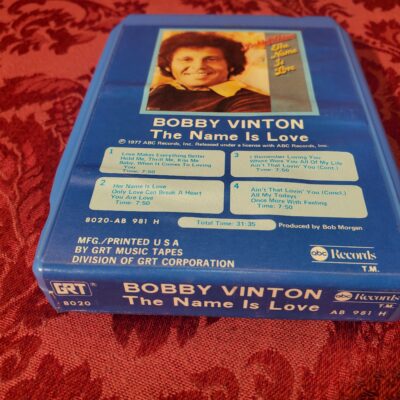 Bobby Vinton
The Name Is Love
BOBBY VINTON
The Name Is Love
℗ 1977 ABC Records, Inc. Released under a license with ABC Records, Inc.
1
Love Makes Everything Better
Hold Me, Thrill Me, Kiss Me
Baby, When It Comes To Loving
You
Time: 7:50
3
I Remember Loving You
Where Were You All Of My Life
Ain't That Lovin' You (Cont.)
Time: 7:50
2
Her Name Is Love
Only Love Can Break A Heart
You Are Love
Time: 7:50
4
Ain't That Lovin' You (Concl.)
All My Todays
Once More With Feeling
Time: 7:50
8020-AB 981 H
Total Time: 31:35
Produced by Bob Morgan
MFG./PRINTED U S A
BY GRT MUSIC TAPES
DIVISION OF GRT CORPORATION
abc Records
T.M.
GRT
8020
BOBBY VINTON
The Name Is Love
abc Records
T.M.
AB 981 H